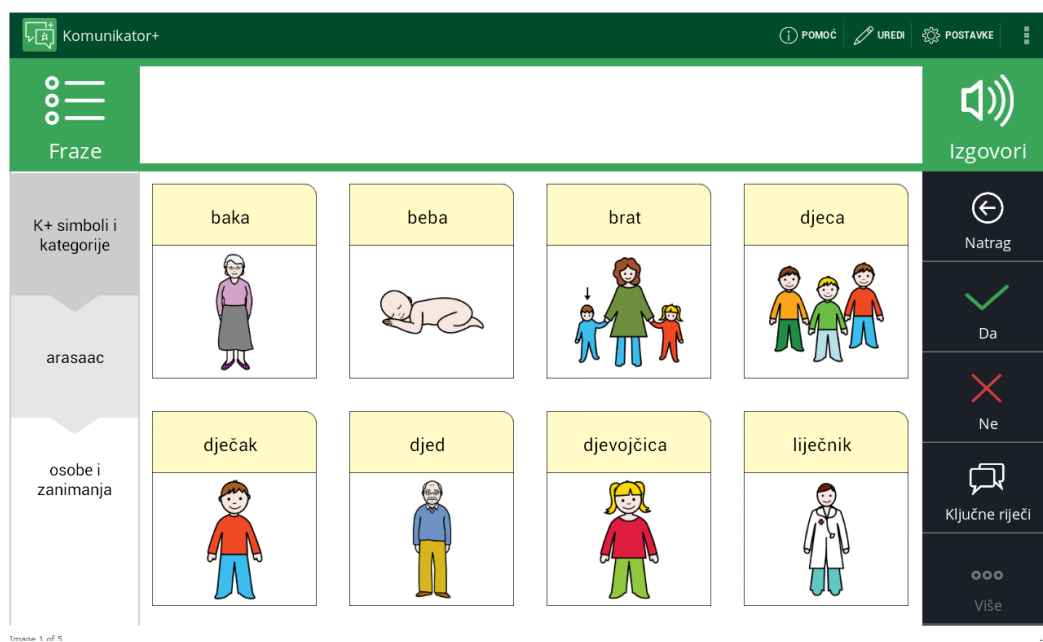 Komunikator+
POMOĆ
UREDI
POSTAVKE
Fraze
Izgovori
K+ simboli i
kategorije
arasaac
osobe i
zanimanja
baka
beba
brat
djeca
dječak
djed
djevojčica
liječnik
Natrag
Da
Ne
Ključne riječi
Više
Image 1 of 5